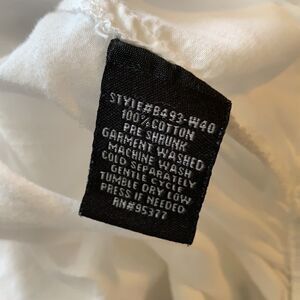 STYLE#B493-W40
100% COTTON
PRE SHRUNK
GARMENT WASHED
MACHINE WASH
COLD SEPARATELY
GENTLE CYCLE
TUMBLE DRY LOW
PRESS IF NEEDED
RN#95377